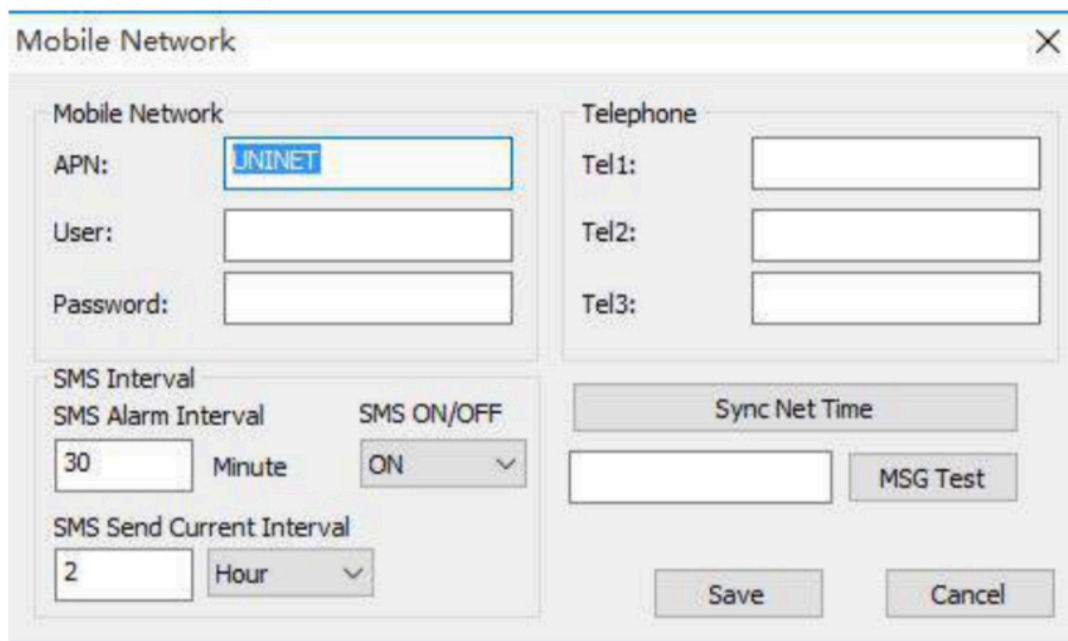 Mobile Network
Mobile Network
APN:
UNINET
User:
Password:
Telephone
Tel1:
Tel2:
Tel3:
SMS Interval
SMS Alarm Interval
SMS ON/OFF
30
Minute
ON
SMS Send Current Interval
2
Hour
Sync Net Time
MSG Test
Save
Cancel